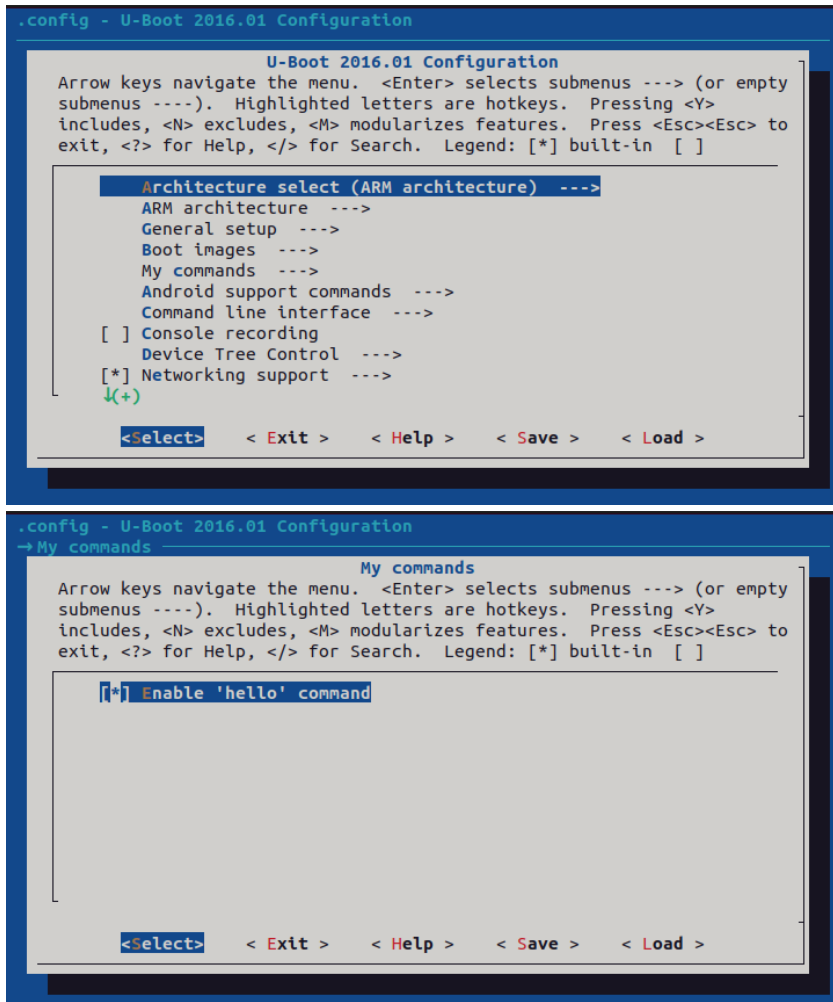 .config - U-Boot 2016.01 Configuration
U-Boot 2016.01 Configuration
Arrow keys navigate the menu.  <Enter> selects submenus ---> (or empty
submenus ----).  Highlighted letters are hotkeys.  Pressing <Y>
includes, <N> excludes, <M> modularizes features.  Press <Esc><Esc> to
exit, <?> for Help, </> for Search.  Legend: [*] built-in  [ ]
Architecture select (ARM architecture)  --->
ARM architecture  --->
General setup  --->
Boot images  --->
My commands  --->
Android support commands  --->
Command line interface  --->
[ ] Console recording
Device Tree Control  --->
[*] Networking support  --->
↓(+)
<Select>    < Exit >    < Help >    < Save >    < Load >
.config - U-Boot 2016.01 Configuration
→ My commands
My commands
Arrow keys navigate the menu.  <Enter> selects submenus ---> (or empty
submenus ----).  Highlighted letters are hotkeys.  Pressing <Y>
includes, <N> excludes, <M> modularizes features.  Press <Esc><Esc> to
exit, <?> for Help, </> for Search.  Legend: [*] built-in  [ ]
[*] Enable 'hello' command
<Select>    < Exit >    < Help >    < Save >    < Load >